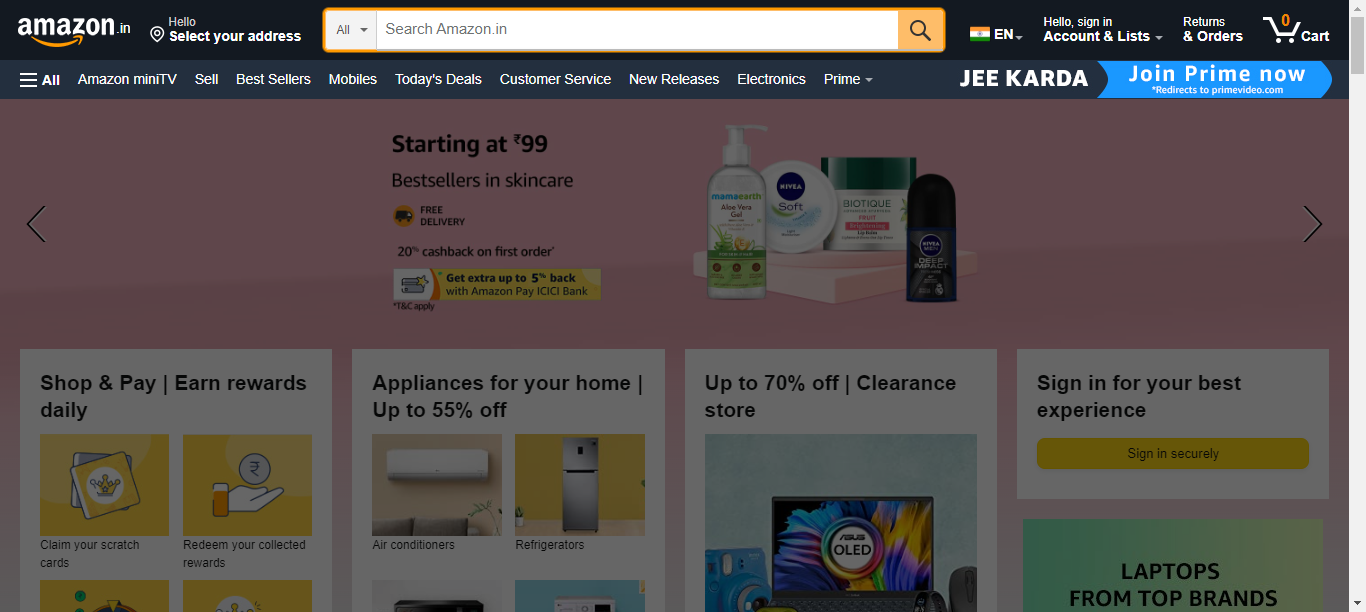 amazon.in
Hello
Select your address
All
Search Amazon.in
EN
Hello, sign in
Account & Lists
Returns
& Orders
0
Cart
All
Amazon miniTV
Sell
Best Sellers
Mobiles
Today's Deals
Customer Service
New Releases
Electronics
Prime
JEE KARDA
Join Prime now
*Redirects to primevideo.com
Starting at ₹99
Bestsellers in skincare
FREE
DELIVERY
20% cashback on first order*
Get extra up to 5% back
with Amazon Pay ICICI Bank
*T&C apply
mamaearth
Aloe Vera
Gel
NIVEA
Soft
BIOTIQUE
FRUIT
Brightening
Lip Balm
NIVEA
MEN
DEEP
IMPACT
Shop & Pay | Earn rewards
daily
Claim your scratch
cards
Redeem your collected
rewards
Appliances for your home |
Up to 55% off
Air conditioners
Refrigerators
Up to 70% off | Clearance
store
ASUS
OLED
Sign in for your best
experience
Sign in securely
LAPTOPS
FROM TOP BRANDS